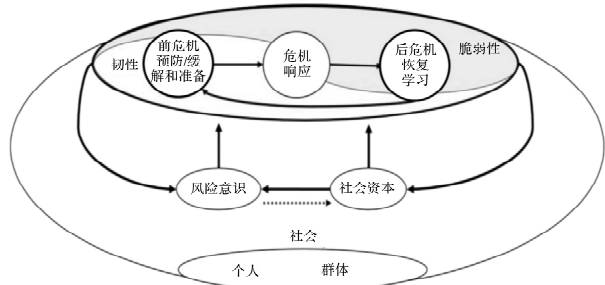 前危机
预防/缓
解和准备
危机
响应
后危机
恢复
学习
韧性
脆弱性
风险意识
社会资本
社会
个人
群体